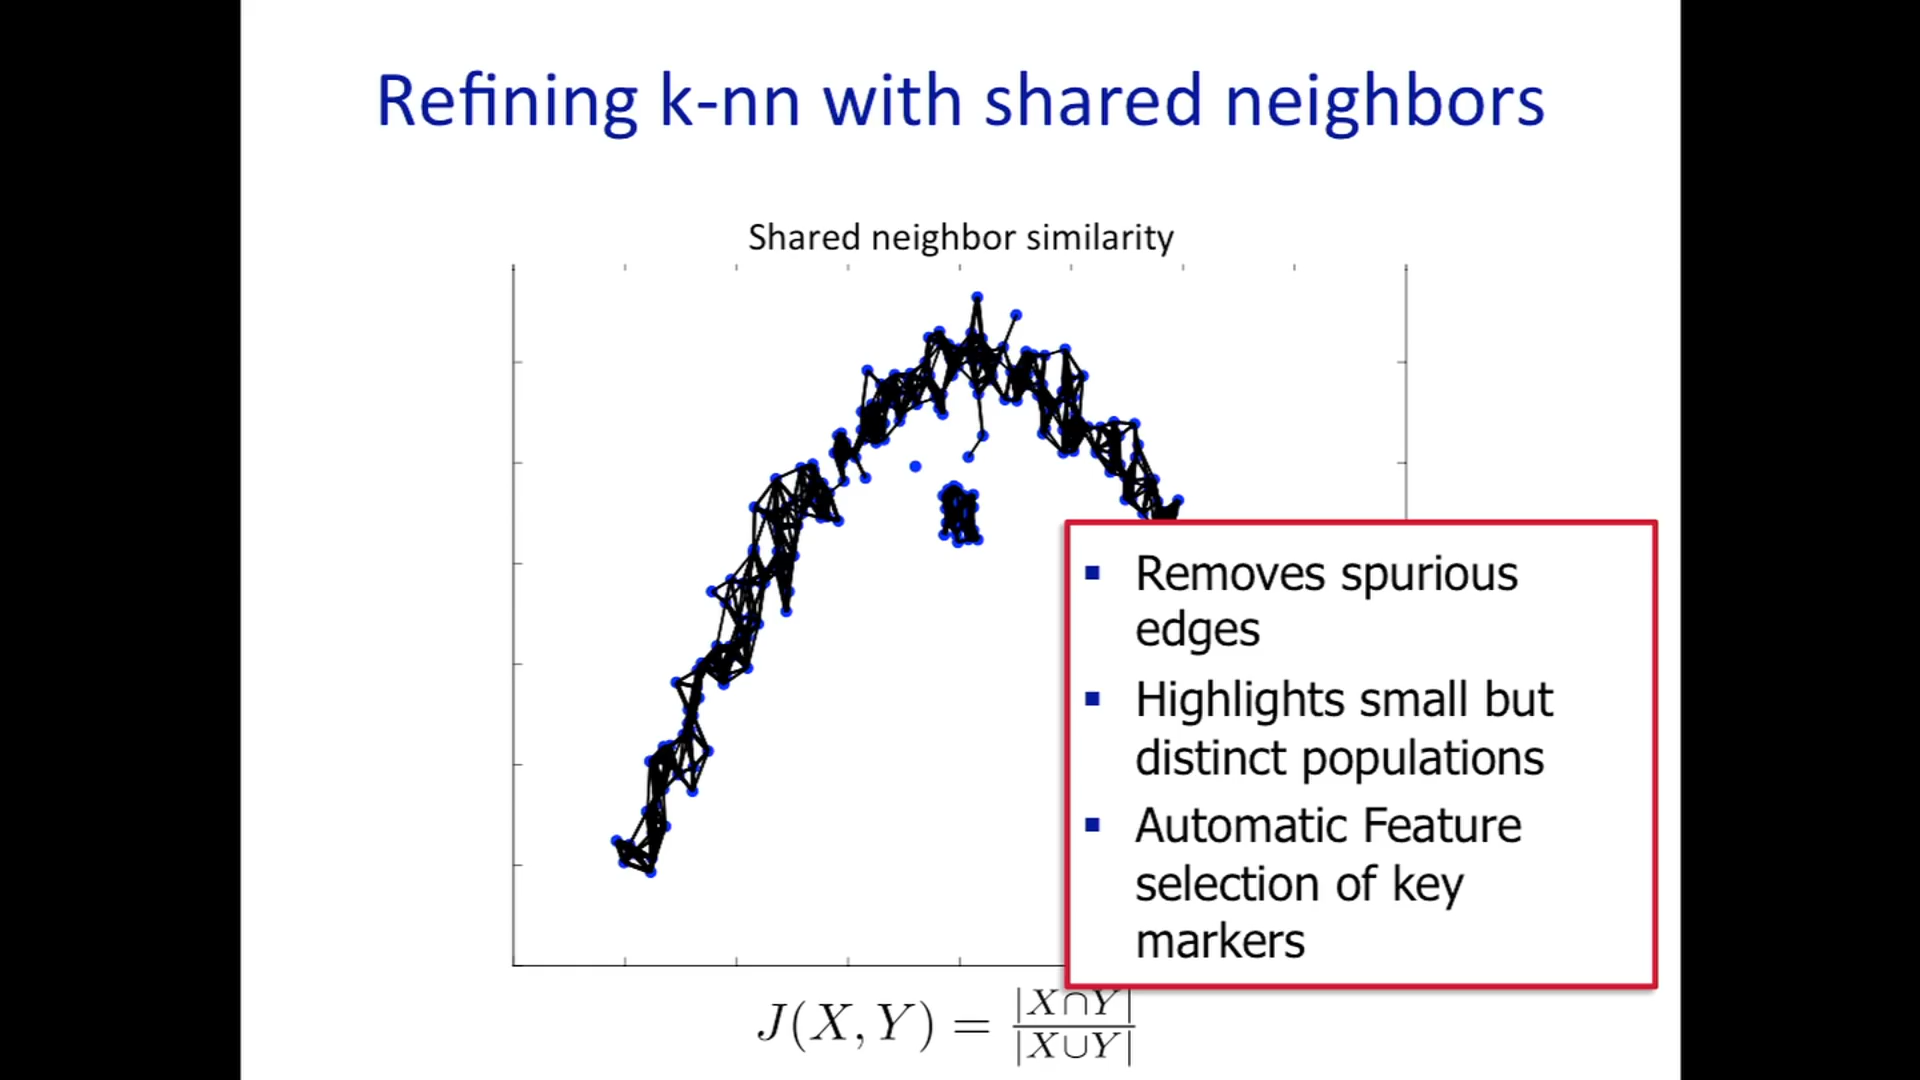 Refining k-nn with shared neighbors
Shared neighbor similarity
▪ Removes spurious
edges
▪ Highlights small but
distinct populations
▪ Automatic Feature
selection of key
markers
J(X, Y) = |X∩Y| / |X∪Y|